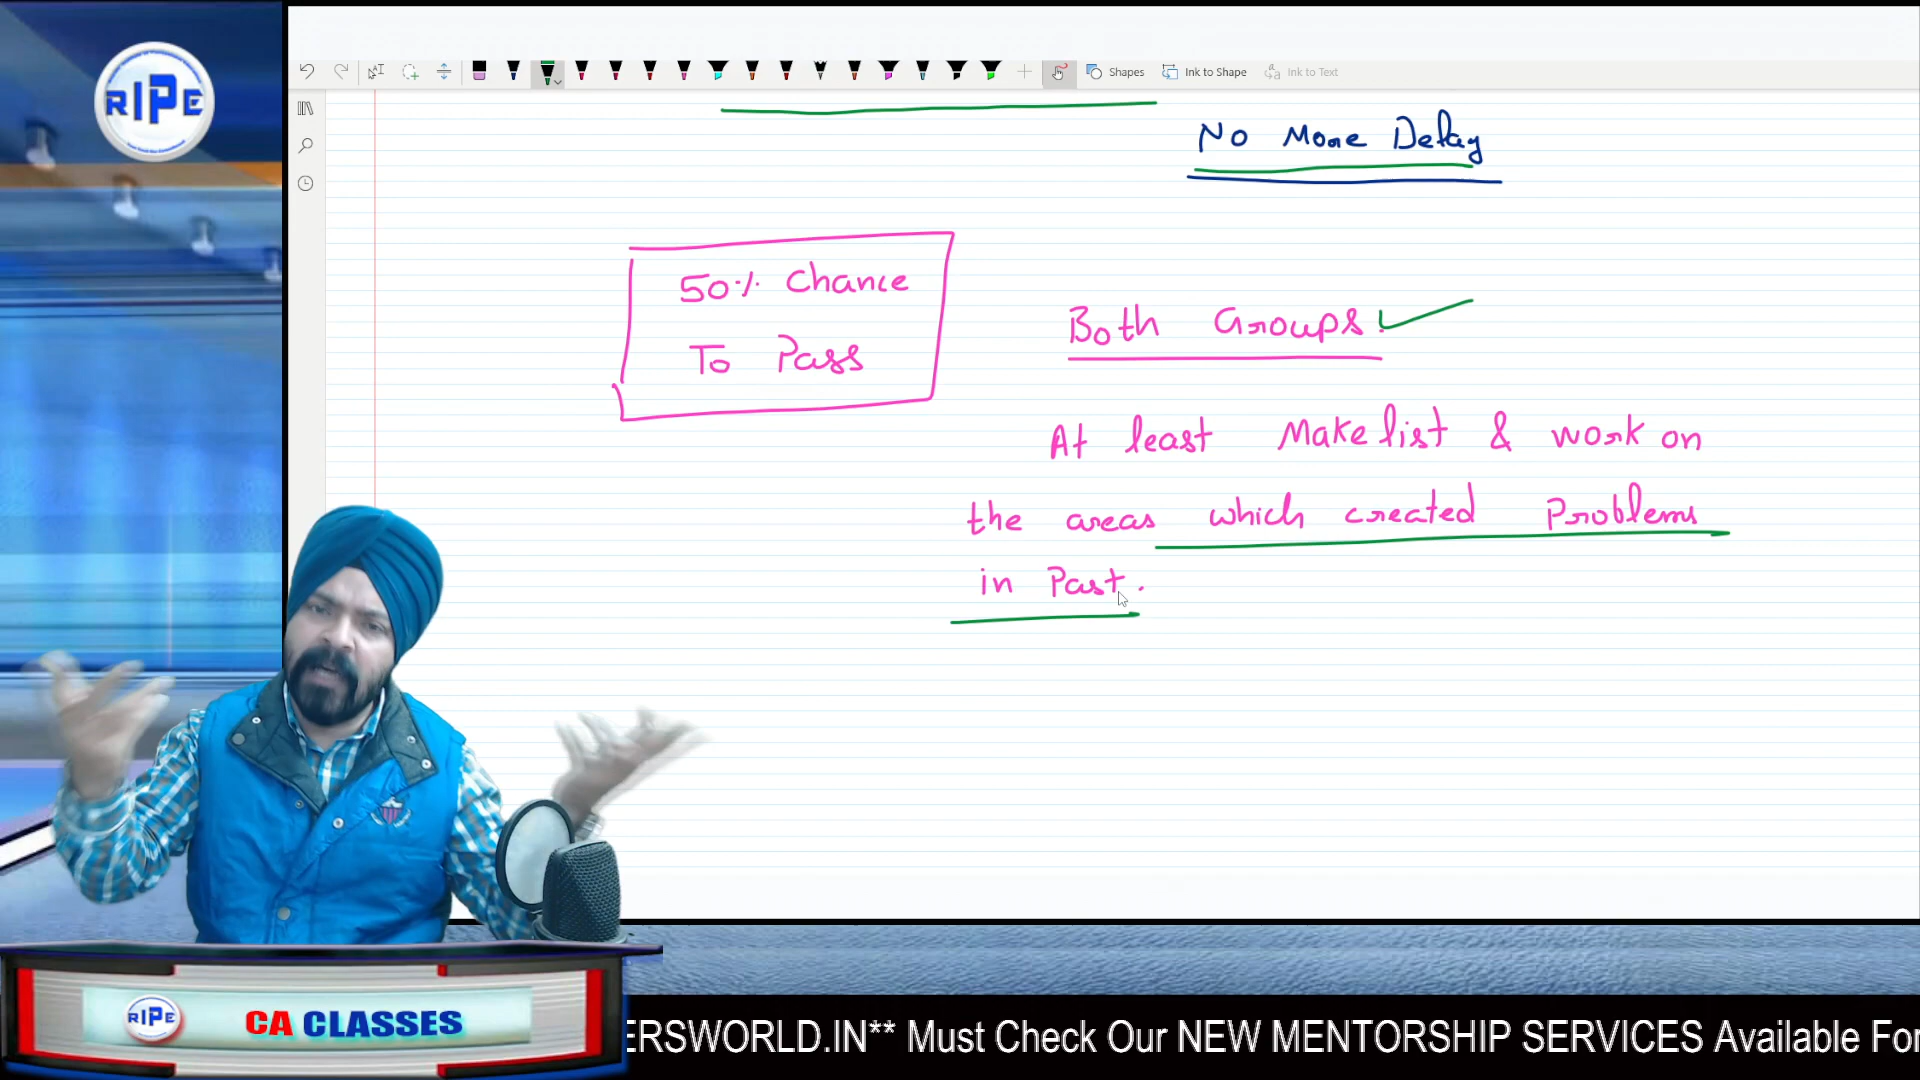 RIPE
Shapes
Ink to Shape
Ink to Text
No More Delay
50% Chance
To Pass
Both Groups.
At least Make list & work on
the areas which created Problems
in Past.
RIPE
CA CLASSES
ERSWORLD.IN** Must Check Our NEW MENTORSHIP SERVICES Available For